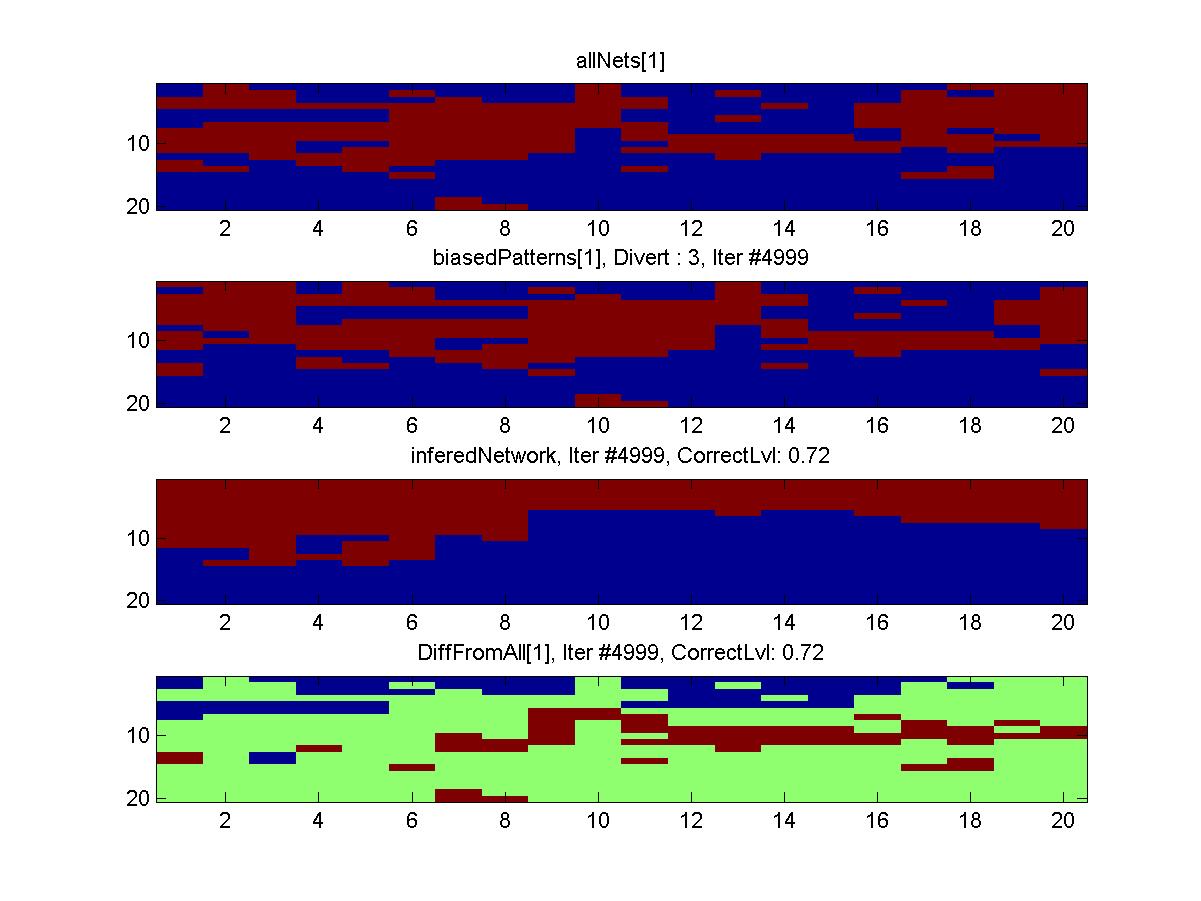 allNets[1]
10
20
2 4 6 8 10 12 14 16 18 20
biasedPatterns[1], Divert : 3, Iter #4999
10
20
2 4 6 8 10 12 14 16 18 20
inferedNetwork, Iter #4999, CorrectLvl: 0.72
10
20
2 4 6 8 10 12 14 16 18 20
DiffFromAll[1], Iter #4999, CorrectLvl: 0.72
10
20
2 4 6 8 10 12 14 16 18 20